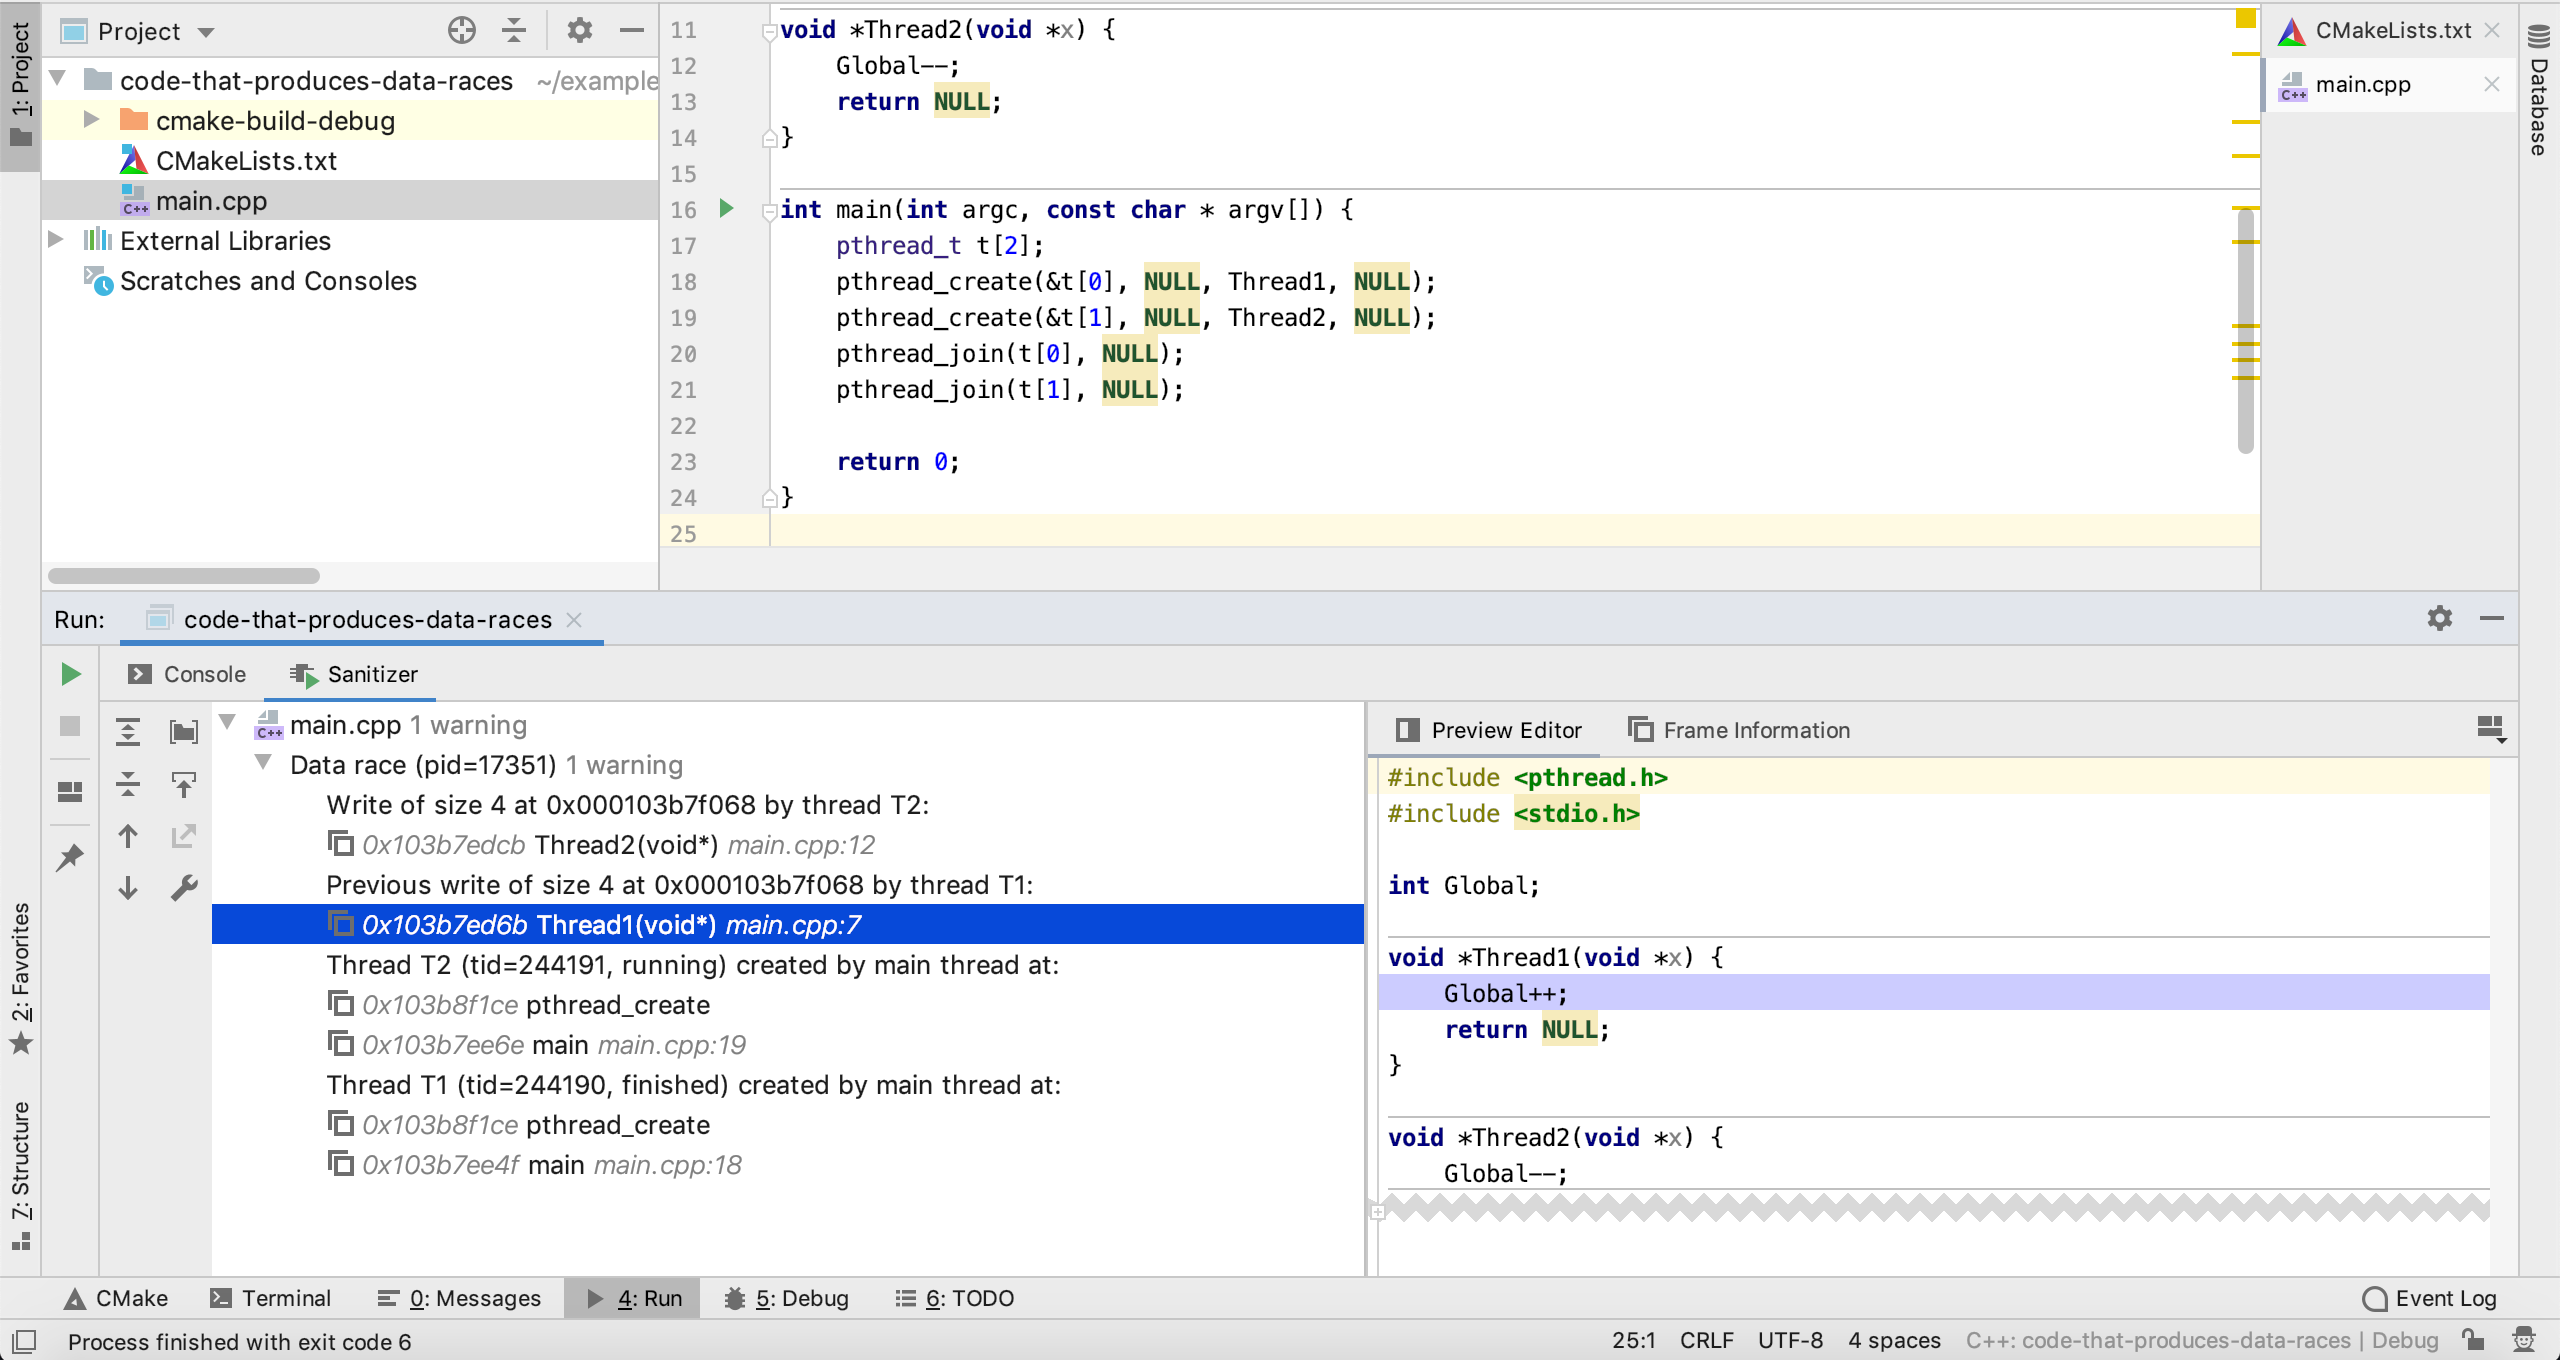 1: Project
Project
code-that-produces-data-races ~/example
cmake-build-debug
CMakeLists.txt
C++ main.cpp
External Libraries
Scratches and Consoles
11 void *Thread2(void *x) {
12     Global--;
13     return NULL;
14 }
15
16 int main(int argc, const char * argv[]) {
17     pthread_t t[2];
18     pthread_create(&t[0], NULL, Thread1, NULL);
19     pthread_create(&t[1], NULL, Thread2, NULL);
20     pthread_join(t[0], NULL);
21     pthread_join(t[1], NULL);
22
23     return 0;
24 }
25
CMakeLists.txt
C++ main.cpp
Database
Run: code-that-produces-data-races
Console Sanitizer
C++ main.cpp 1 warning
Data race (pid=17351) 1 warning
Write of size 4 at 0x000103b7f068 by thread T2:
0x103b7edcb Thread2(void*) main.cpp:12
Previous write of size 4 at 0x000103b7f068 by thread T1:
0x103b7ed6b Thread1(void*) main.cpp:7
Thread T2 (tid=244191, running) created by main thread at:
0x103b8f1ce pthread_create
0x103b7ee6e main main.cpp:19
Thread T1 (tid=244190, finished) created by main thread at:
0x103b8f1ce pthread_create
0x103b7ee4f main main.cpp:18
Preview Editor Frame Information
#include <pthread.h>
#include <stdio.h>
int Global;
void *Thread1(void *x) {
    Global++;
    return NULL;
}
void *Thread2(void *x) {
    Global--;
2: Favorites
7: Structure
CMake Terminal 0: Messages 4: Run 5: Debug 6: TODO Event Log
Process finished with exit code 6 25:1 CRLF UTF-8 4 spaces C++: code-that-produces-data-races | Debug